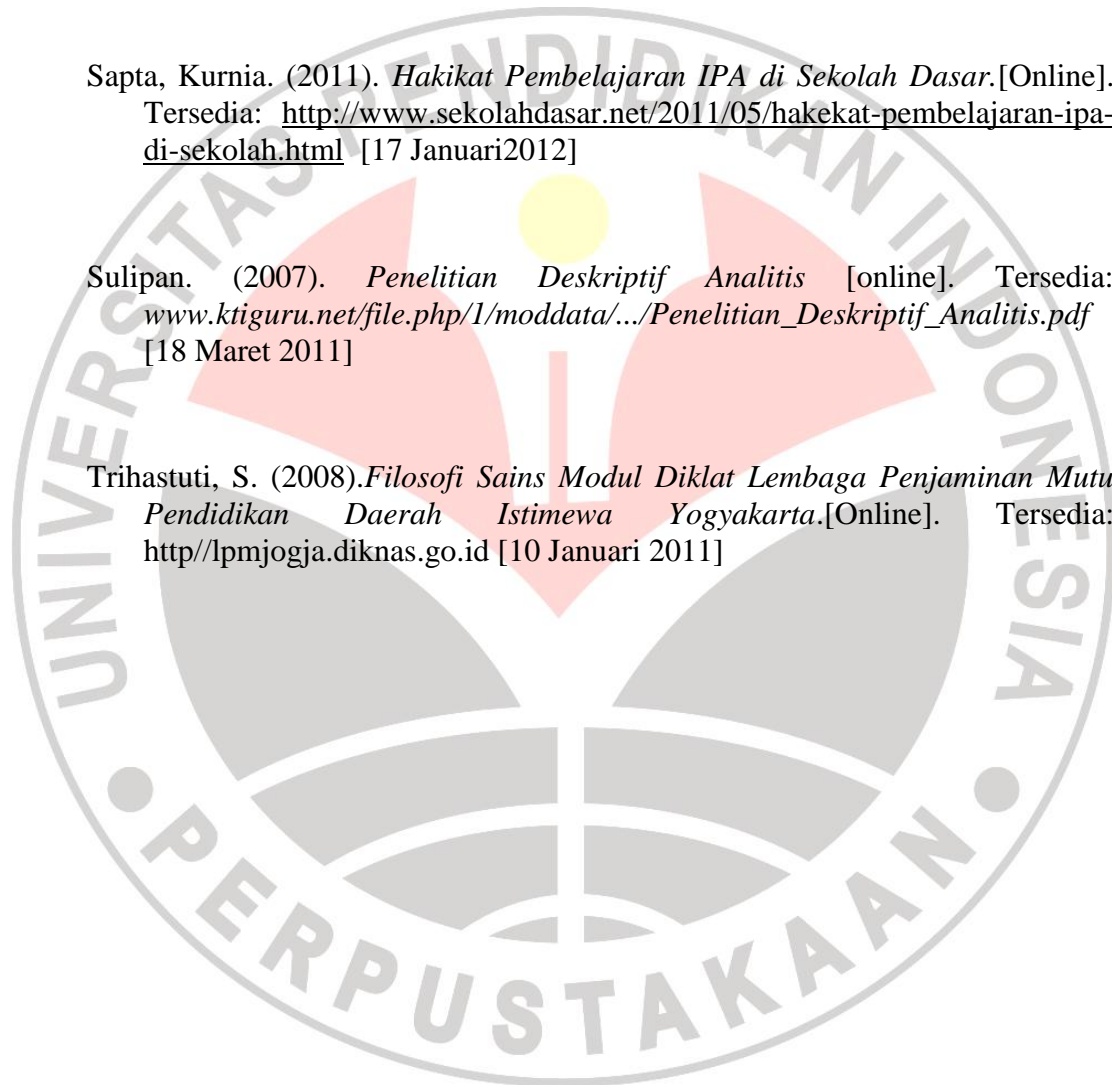 Sapta, Kurnia. (2011). Hakikat Pembelajaran IPA di Sekolah Dasar.[Online].
Tersedia: http://www.sekolahdasar.net/2011/05/hakekat-pembelajaran-ipa-
di-sekolah.html [17 Januari2012]
Sulipan. (2007). Penelitian Deskriptif Analitis [online]. Tersedia:
www.ktiguru.net/file.php/1/moddata/.../Penelitian_Deskriptif_Analitis.pdf
[18 Maret 2011]
Trihastuti, S. (2008).Filosofi Sains Modul Diklat Lembaga Penjaminan Mutu
Pendidikan Daerah Istimewa Yogyakarta.[Online]. Tersedia:
http//lpmjogja.diknas.go.id [10 Januari 2011]
UNIVERSITAS PENDIDIKAN INDONESIA
PERPUSTAKAAN